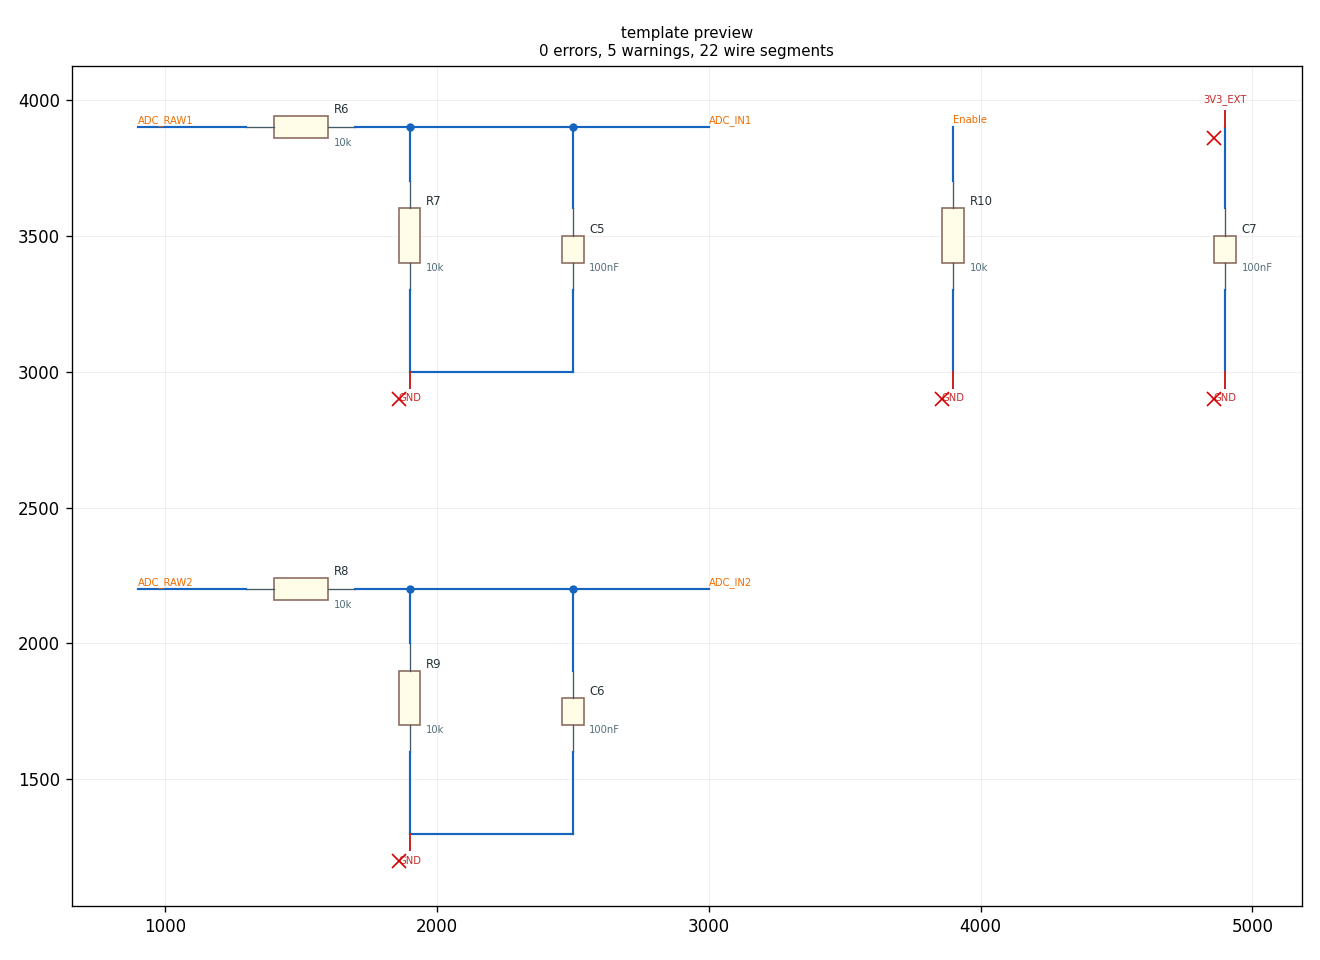 template preview
0 errors, 5 warnings, 22 wire segments
4000
3500
3000
2500
2000
1500
ADC_RAW1
R6
10k
ADC_IN1
Enable
3V3_EXT
R7
10k
C5
100nF
R10
10k
C7
100nF
GND
GND
GND
ADC_RAW2
R8
10k
ADC_IN2
R9
10k
C6
100nF
GND
1000
2000
3000
4000
5000